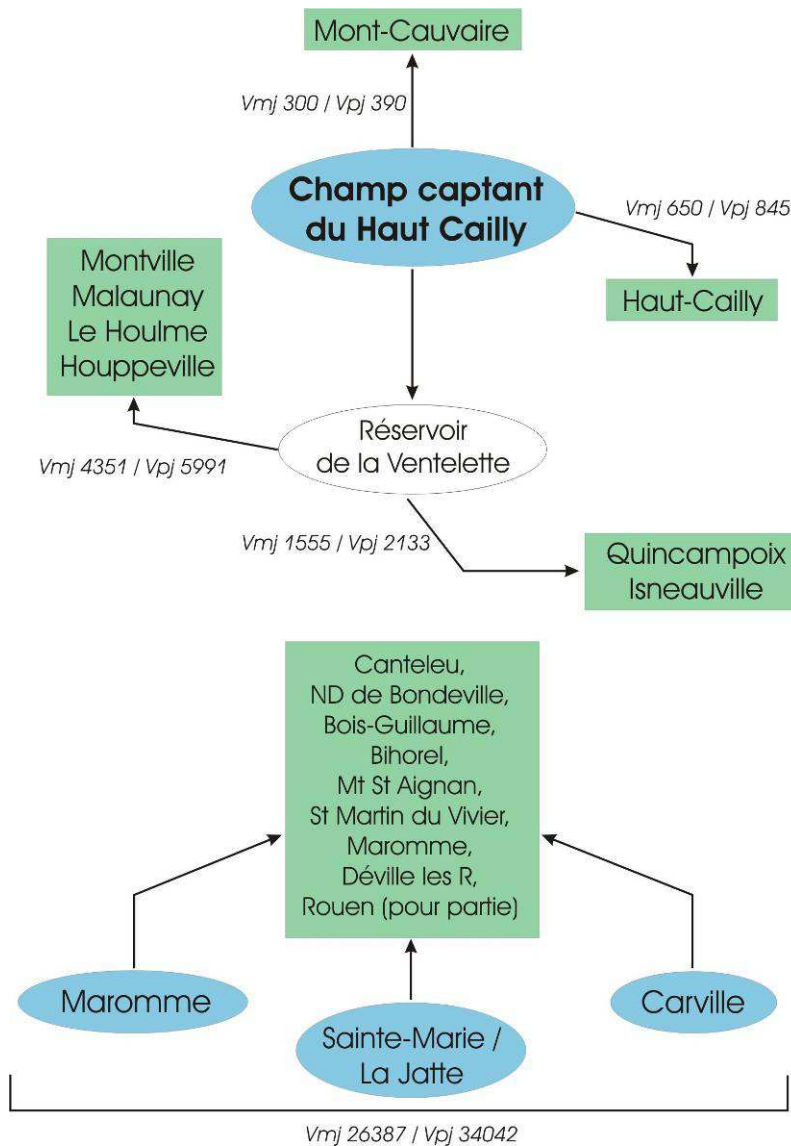 Mont-Cauvaire
Vmj 300 / Vpj 390
Champ captant
du Haut Cailly
Vmj 650 / Vpj 845
Haut-Cailly
Montville
Malaunay
Le Houlme
Houppeville
Réservoir
de la Ventelette
Vmj 4351 / Vpj 5991
Vmj 1555 / Vpj 2133
Quincampoix
Isneauville
Canteleu,
ND de Bondeville,
Bois-Guillaume,
Bihorel,
Mt St Aignan,
St Martin du Vivier,
Maromme,
Déville les R,
Rouen (pour partie)
Maromme
Carville
Sainte-Marie /
La Jatte
Vmj 26387 / Vpj 34042